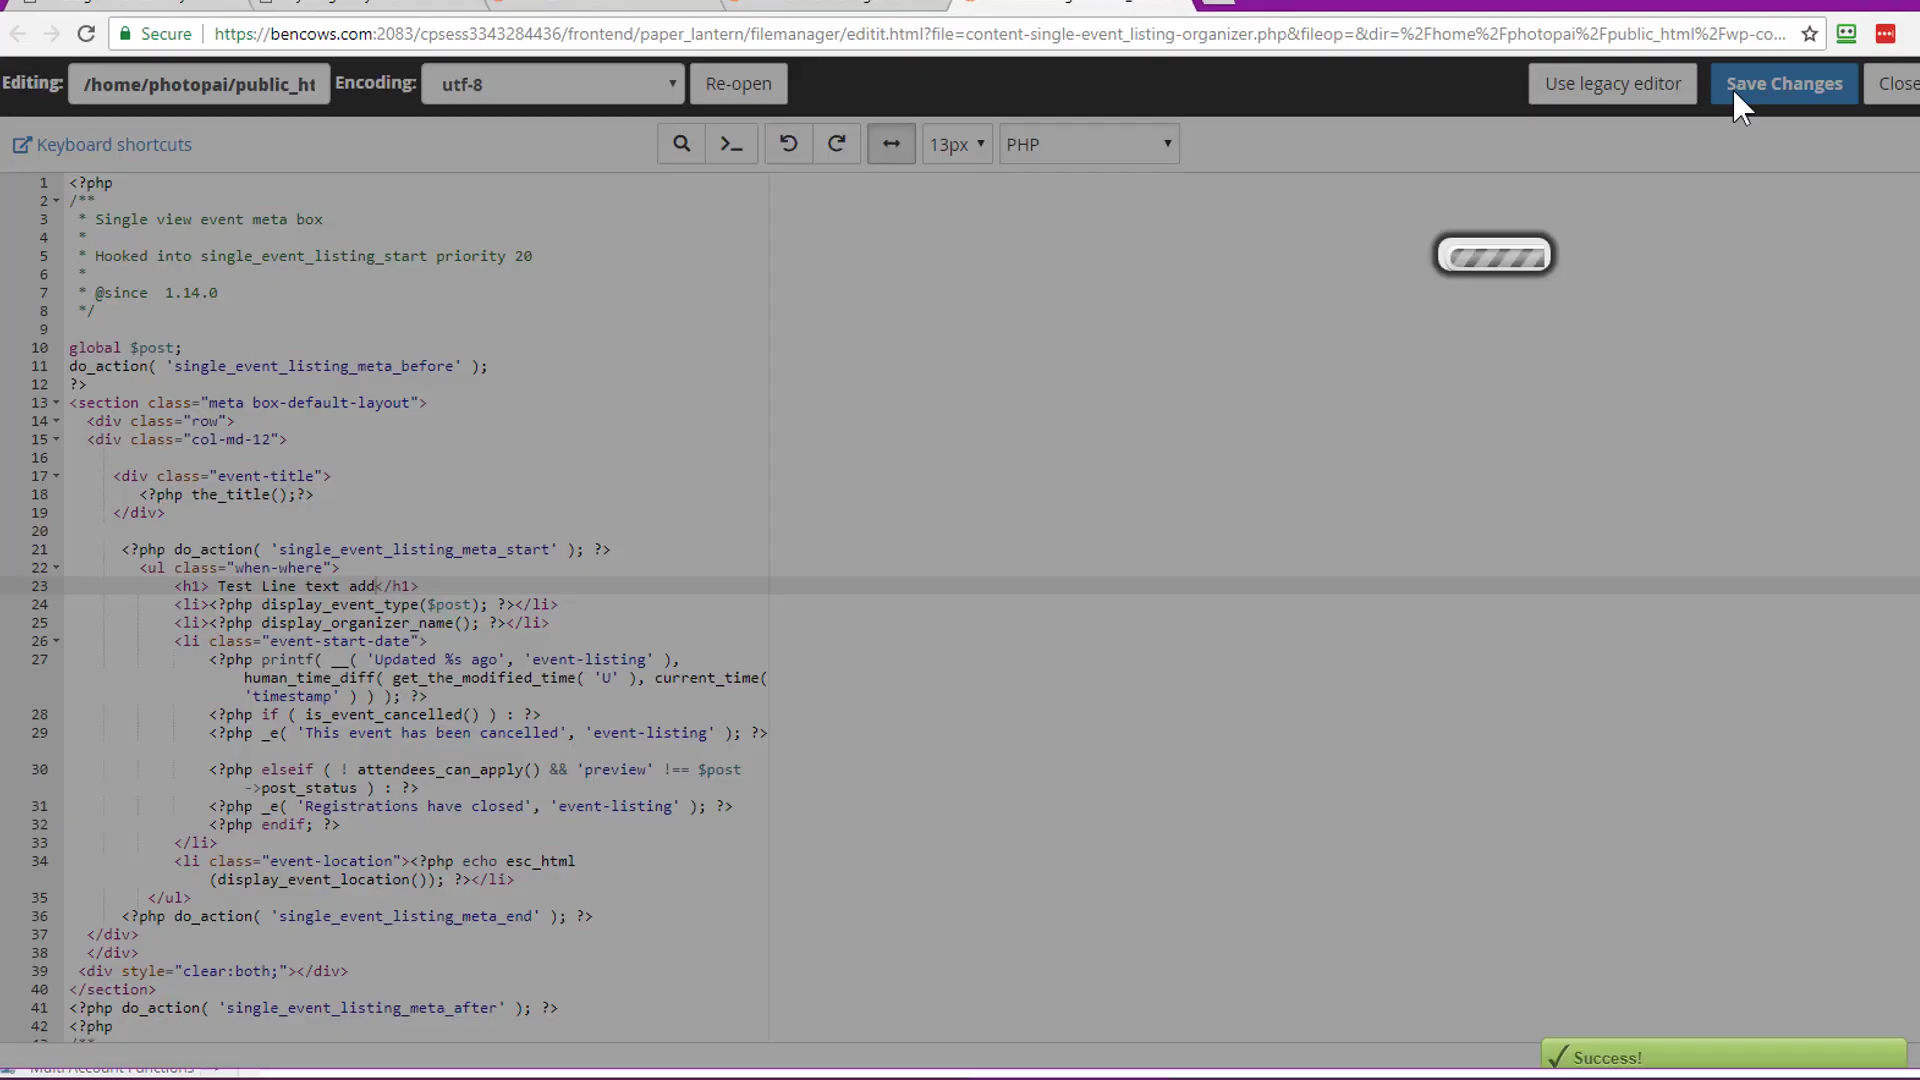 Secure
https://bencows.com:2083/cpsess3343284436/frontend/paper_lantern/filemanager/editit.html?file=content-single-event_listing-organizer.php&fileop=&dir=%2Fhome%2Fphotopai%2Fpublic_html%2Fwp-co...
Editing: /home/photopai/public_ht Encoding: utf-8 Re-open Use legacy editor Save Changes Close
Keyboard shortcuts 13px PHP
1 <?php
2 /**
3 * Single view event meta box
4 *
5 * Hooked into single_event_listing_start priority 20
6 *
7 * @since 1.14.0
8 */
9
10 global $post;
11 do_action( 'single_event_listing_meta_before' );
12 ?>
13 <section class="meta box-default-layout">
14 <div class="row">
15 <div class="col-md-12">
16
17 <div class="event-title">
18 <?php the_title();?>
19 </div>
20
21 <?php do_action( 'single_event_listing_meta_start' ); ?>
22 <ul class="when-where">
23 <h1> Test Line text add</h1>
24 <li><?php display_event_type($post); ?></li>
25 <li><?php display_organizer_name(); ?></li>
26 <li class="event-start-date">
27 <?php printf( __( 'Updated %s ago', 'event-listing' ),
human_time_diff( get_the_modified_time( 'U' ), current_time(
'timestamp' ) ) ); ?>
28 <?php if ( is_event_cancelled() ) : ?>
29 <?php _e( 'This event has been cancelled', 'event-listing' ); ?>
30 <?php elseif ( ! attendees_can_apply() && 'preview' !== $post
->post_status ) : ?>
31 <?php _e( 'Registrations have closed', 'event-listing' ); ?>
32 <?php endif; ?>
33 </li>
34 <li class="event-location"><?php echo esc_html
(display_event_location()); ?></li>
35 </ul>
36 <?php do_action( 'single_event_listing_meta_end' ); ?>
37 </div>
38 </div>
39 <div style="clear:both;"></div>
40 </section>
41 <?php do_action( 'single_event_listing_meta_after' ); ?>
42 <?php
Success!
Multi Account Functions